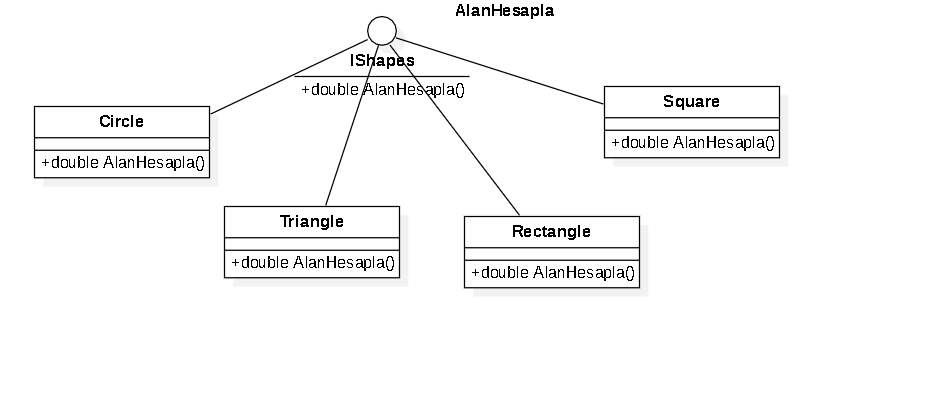 AlanHesapla
IShapes
+double AlanHesapla()
Circle
+double AlanHesapla()
Square
+double AlanHesapla()
Triangle
+double AlanHesapla()
Rectangle
+double AlanHesapla()